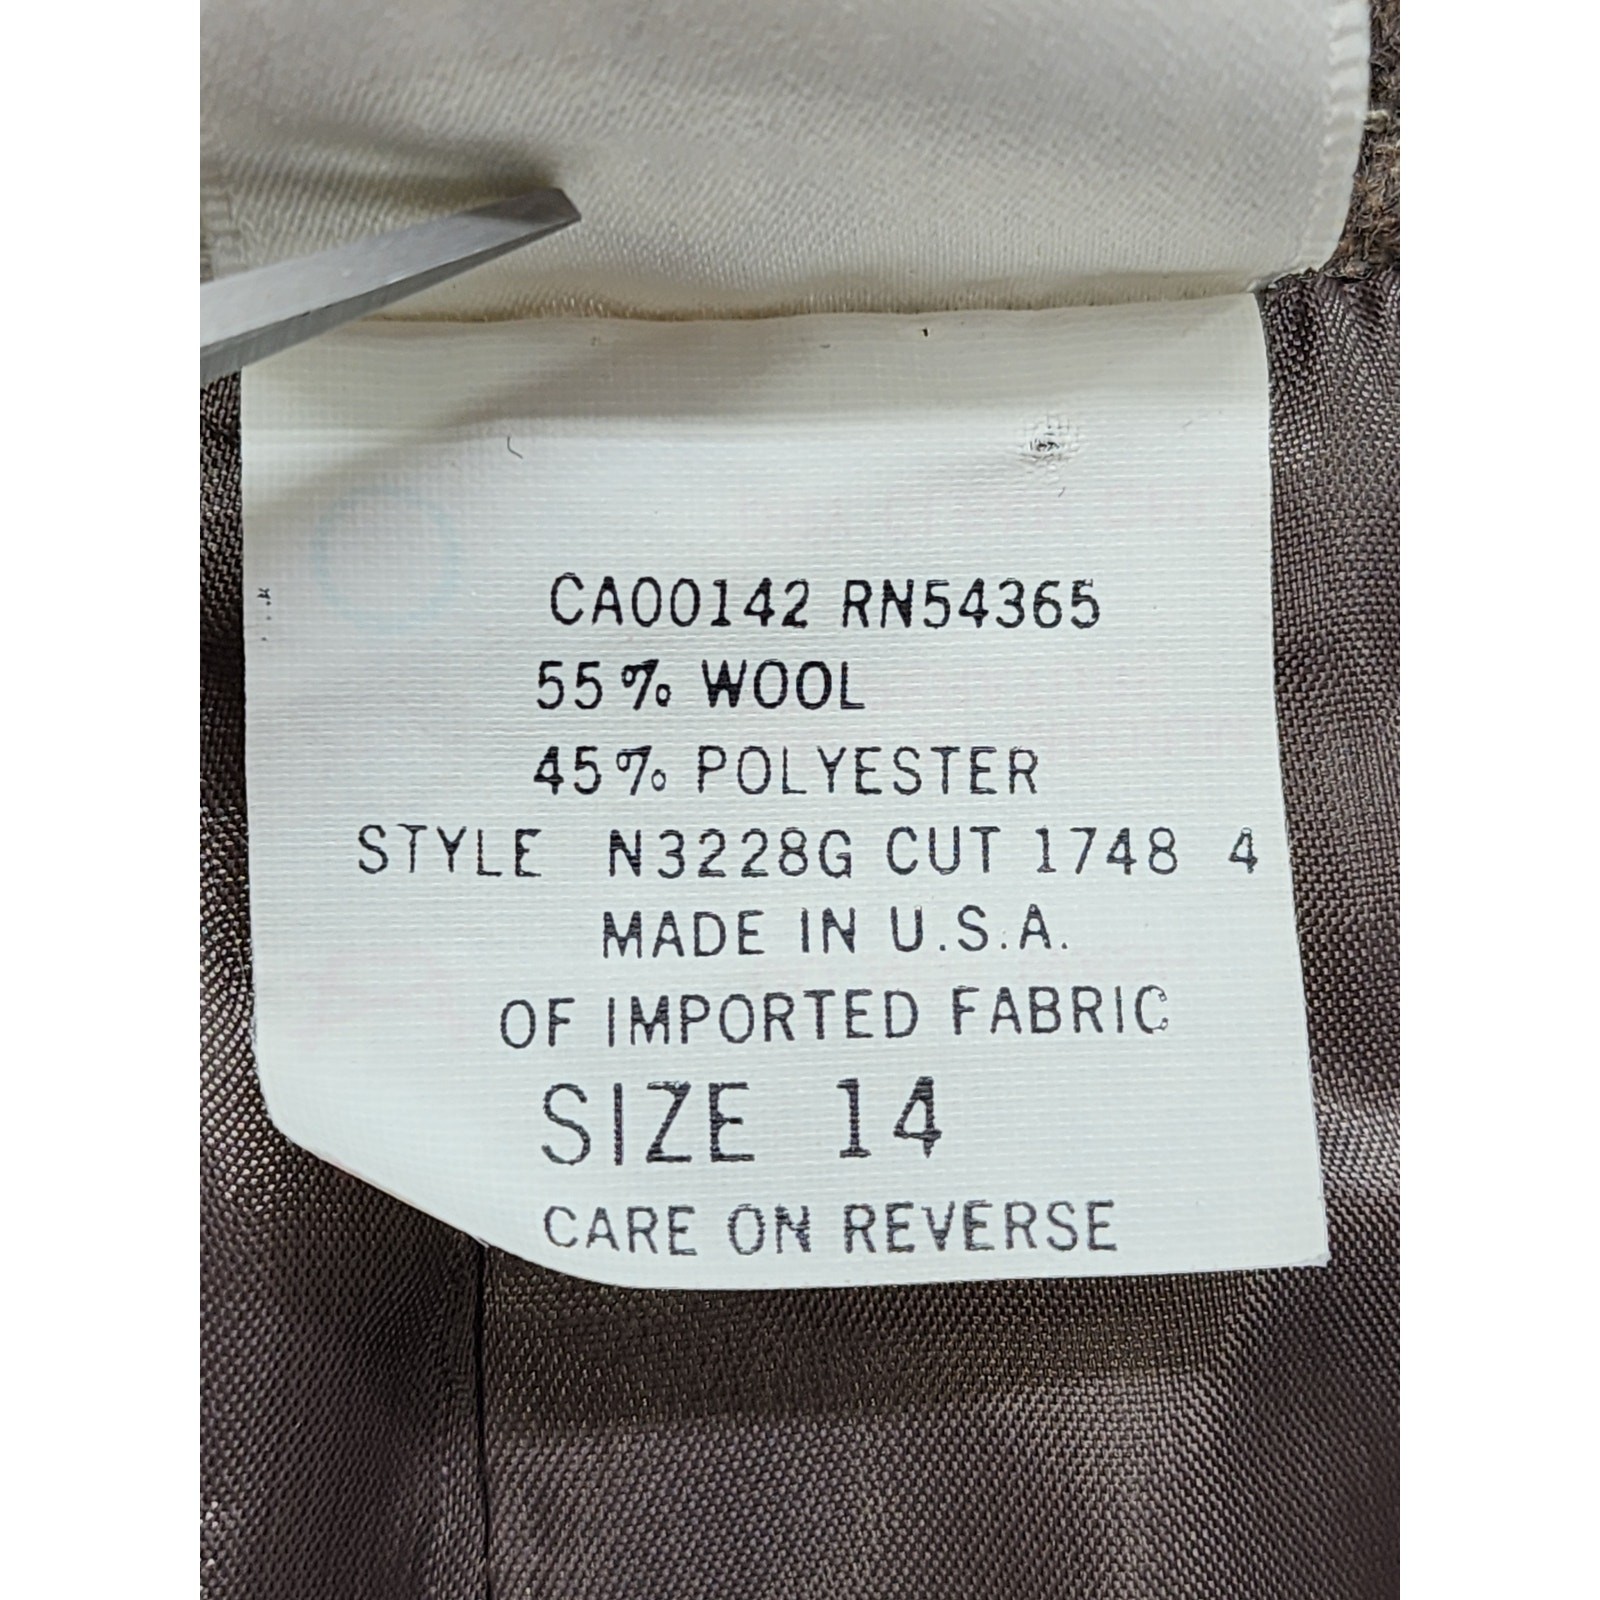 CA00142 RN54365
55% WOOL
45% POLYESTER
STYLE N3228G CUT 1748 4
MADE IN U.S.A.
OF IMPORTED FABRIC
SIZE 14
CARE ON REVERSE